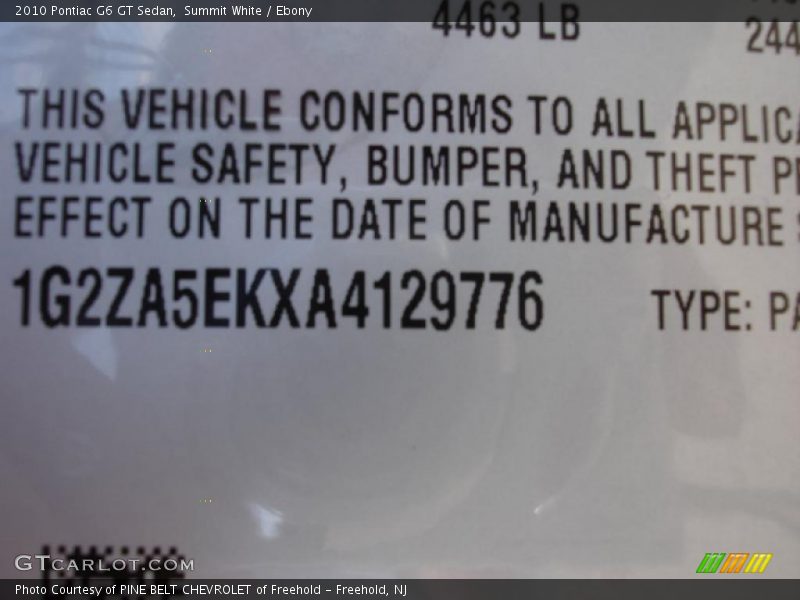 2010 Pontiac G6 GT Sedan,  Summit White / Ebony
4463 LB
244
THIS VEHICLE CONFORMS TO ALL APPLICA
VEHICLE SAFETY, BUMPER, AND THEFT PR
EFFECT ON THE DATE OF MANUFACTURE
1G2ZA5EKXA4129776 TYPE: PA
GTCARLOT.COM
Photo Courtesy of PINE BELT CHEVROLET of Freehold - Freehold, NJ